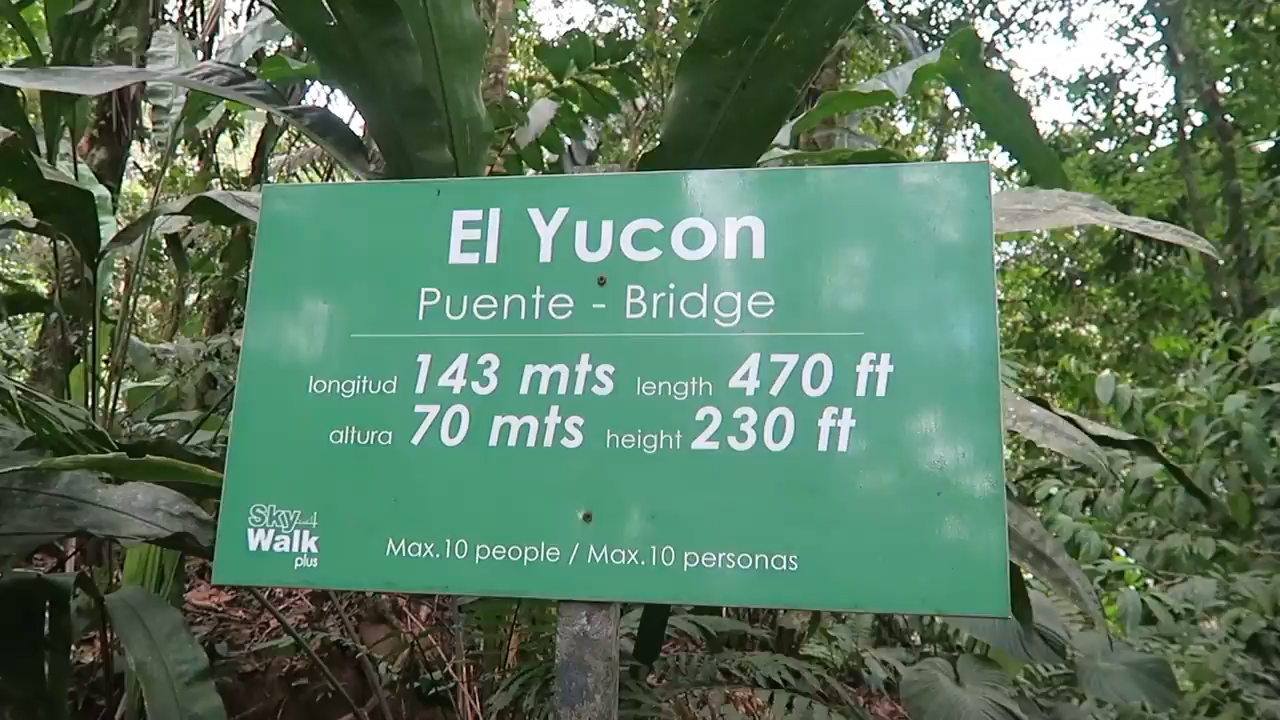 El Yucon
Puente - Bridge
longitud 143 mts length 470 ft
altura 70 mts height 230 ft
Sky
Walk
plus
Max.10 people / Max.10 personas